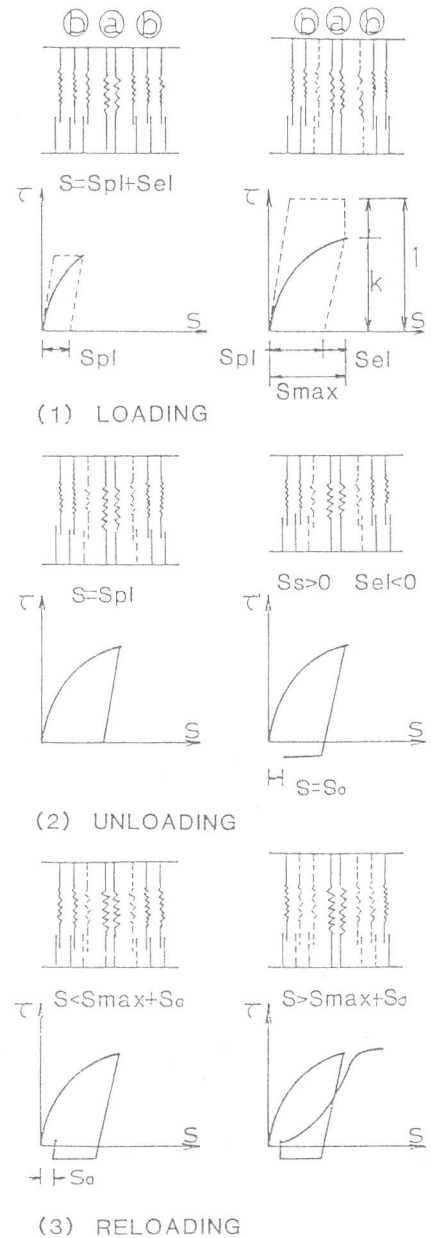 b a b b a b
S=Spl+Sel
τ τ
1
k
S S
Spl Spl Sel
Smax
(1) LOADING
S=Spl Ss>0 Sel<0
τ τ
S S
S=So
(2) UNLOADING
S<Smax+So S>Smax+So
τ τ
S S
So
(3) RELOADING